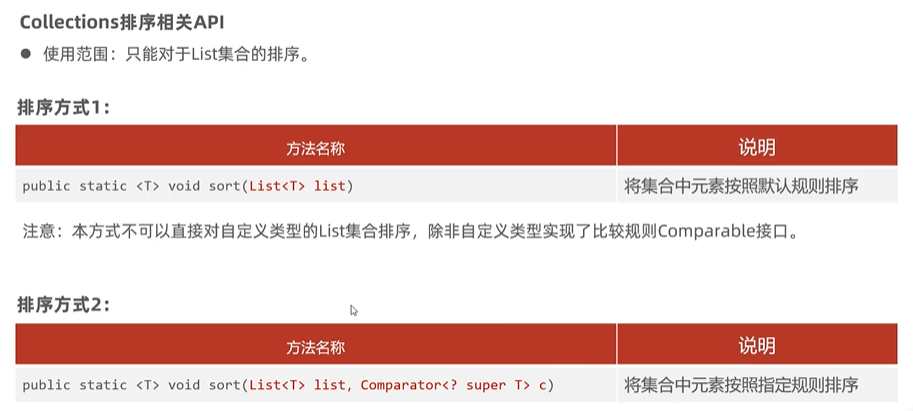 Collections排序相关API
● 使用范围：只能对于List集合的排序。
排序方式1：
方法名称 说明
public static <T> void sort(List<T> list) 将集合中元素按照默认规则排序
注意：本方式不可以直接对自定义类型的List集合排序，除非自定义类型实现了比较规则Comparable接口。
排序方式2：
方法名称 说明
public static <T> void sort(List<T> list, Comparator<? super T> c) 将集合中元素按照指定规则排序